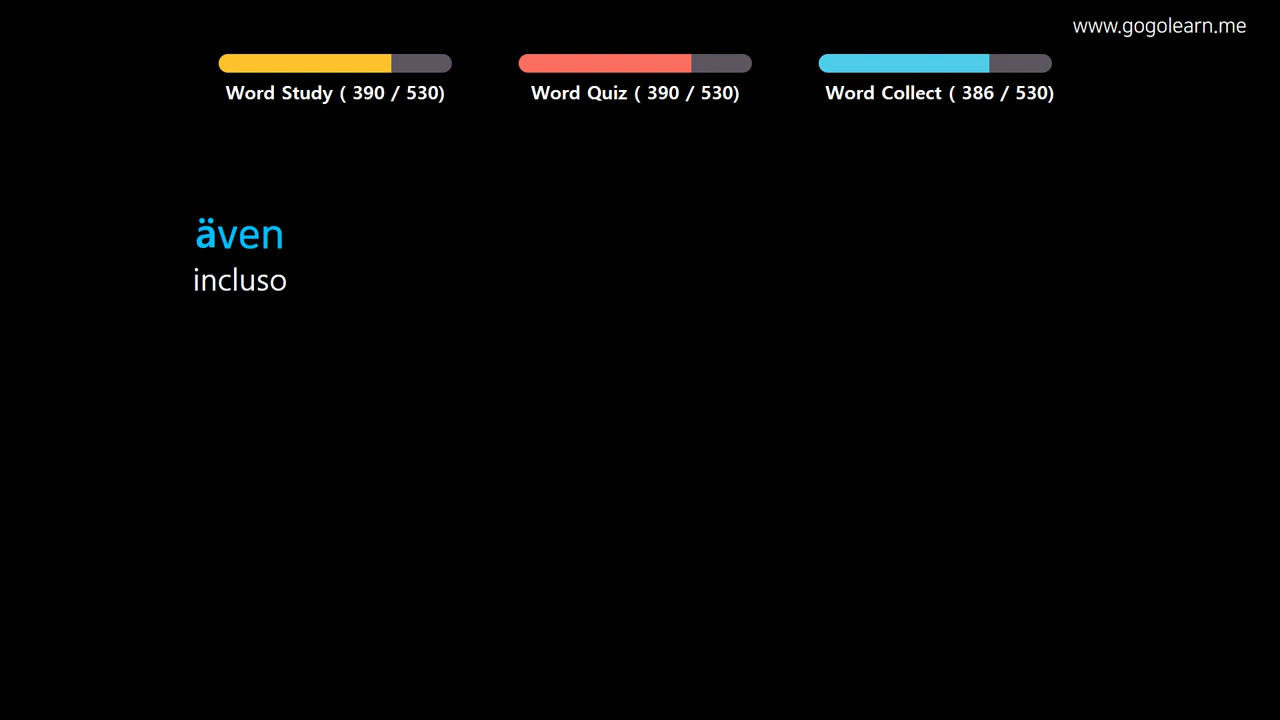 www.gogolearn.me
Word Study ( 390 / 530)
Word Quiz ( 390 / 530)
Word Collect ( 386 / 530)
även
incluso